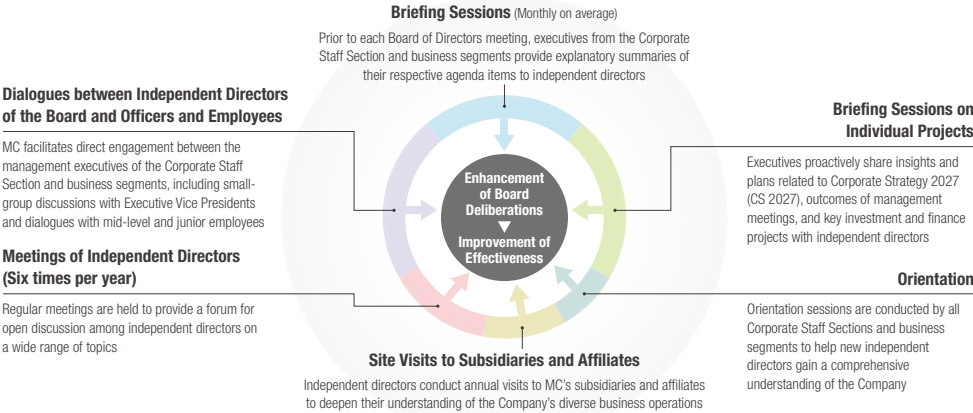 Briefing Sessions (Monthly on average)
Prior to each Board of Directors meeting, executives from the Corporate
Staff Section and business segments provide explanatory summaries of
their respective agenda items to independent directors
Dialogues between Independent Directors
of the Board and Officers and Employees
MC facilitates direct engagement between the
management executives of the Corporate Staff
Section and business segments, including small-
group discussions with Executive Vice Presidents
and dialogues with mid-level and junior employees
Briefing Sessions on
Individual Projects
Executives proactively share insights and
plans related to Corporate Strategy 2027
(CS 2027), outcomes of management
meetings, and key investment and finance
projects with independent directors
Enhancement
of Board
Deliberations
▼
Improvement of
Effectiveness
Meetings of Independent Directors
(Six times per year)
Regular meetings are held to provide a forum for
open discussion among independent directors on
a wide range of topics
Orientation
Orientation sessions are conducted by all
Corporate Staff Sections and business
segments to help new independent
directors gain a comprehensive
understanding of the Company
Site Visits to Subsidiaries and Affiliates
Independent directors conduct annual visits to MC's subsidiaries and affiliates
to deepen their understanding of the Company's diverse business operations